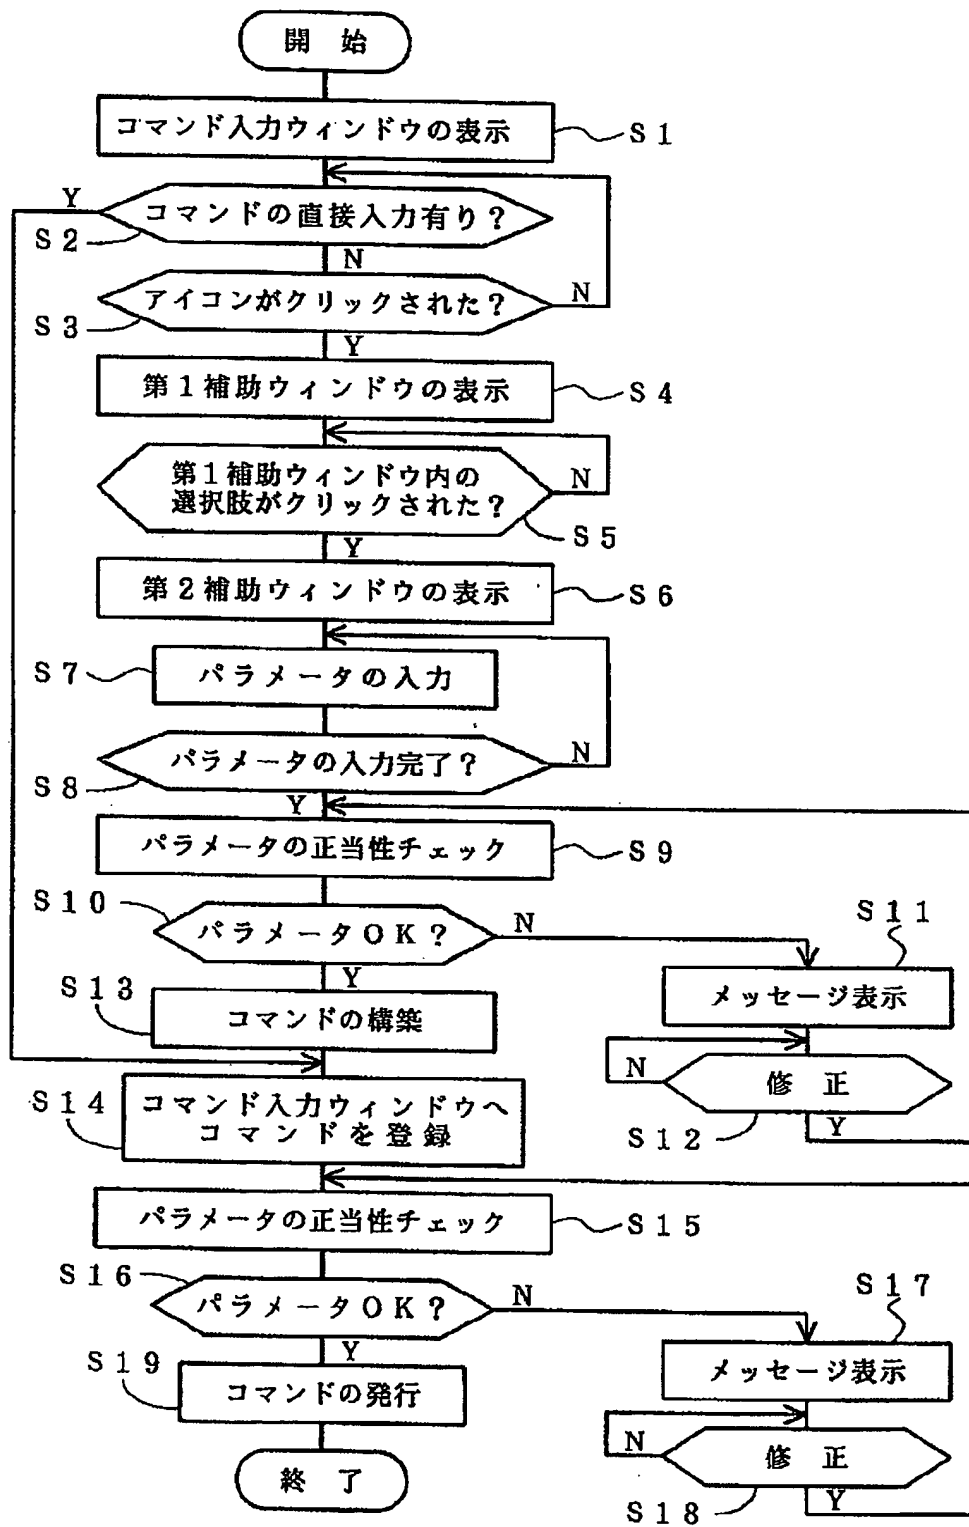 開 始
コマンド入力ウィンドウの表示
S1
Y
コマンドの直接入力有り？
S2
N
アイコンがクリックされた？
N
S3
Y
第1補助ウィンドウの表示
S4
第1補助ウィンドウ内の
選択肢がクリックされた？
N
S5
Y
第2補助ウィンドウの表示
S6
S7
パラメータの入力
パラメータの入力完了？
N
S8
Y
パラメータの正当性チェック
S9
S10
パラメータOK？
N
S11
Y
メッセージ表示
S13
コマンドの構築
N
修 正
S12
Y
S14
コマンド入力ウィンドウへ
コマンドを登録
パラメータの正当性チェック
S15
S16
パラメータOK？
N
S17
Y
メッセージ表示
S19
コマンドの発行
N
修 正
S18
Y
終 了